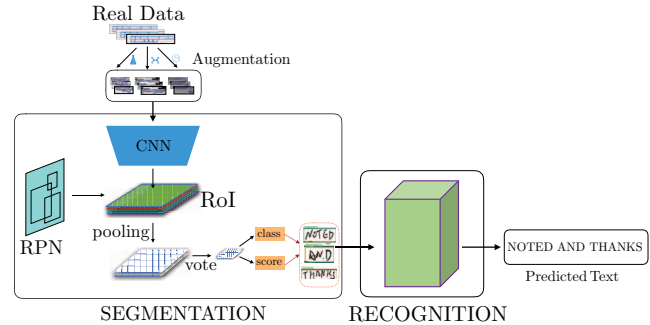 Real Data
Augmentation
CNN
RoI
RPN
pooling
vote
class
score
NOTED
AND
THANKS
NOTED AND THANKS
Predicted Text
SEGMENTATION
RECOGNITION